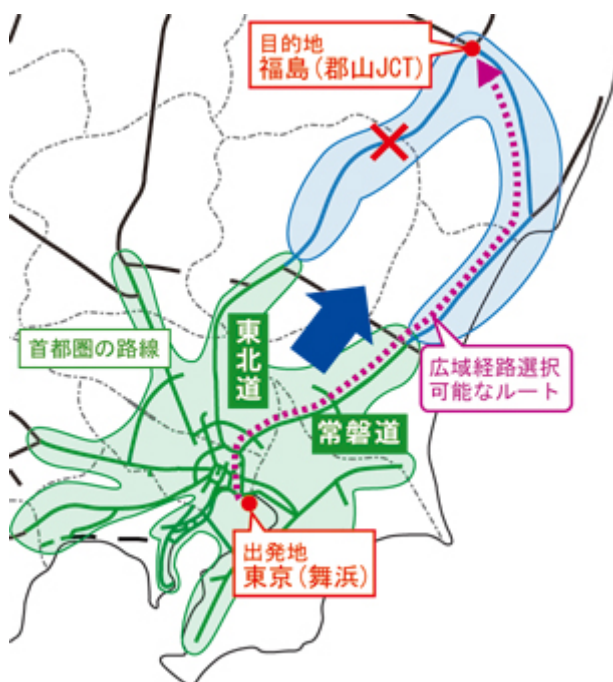 目的地
福島(郡山JCT)
首都圏の路線
東北道
広域経路選択
可能なルート
常磐道
出発地
東京(舞浜)